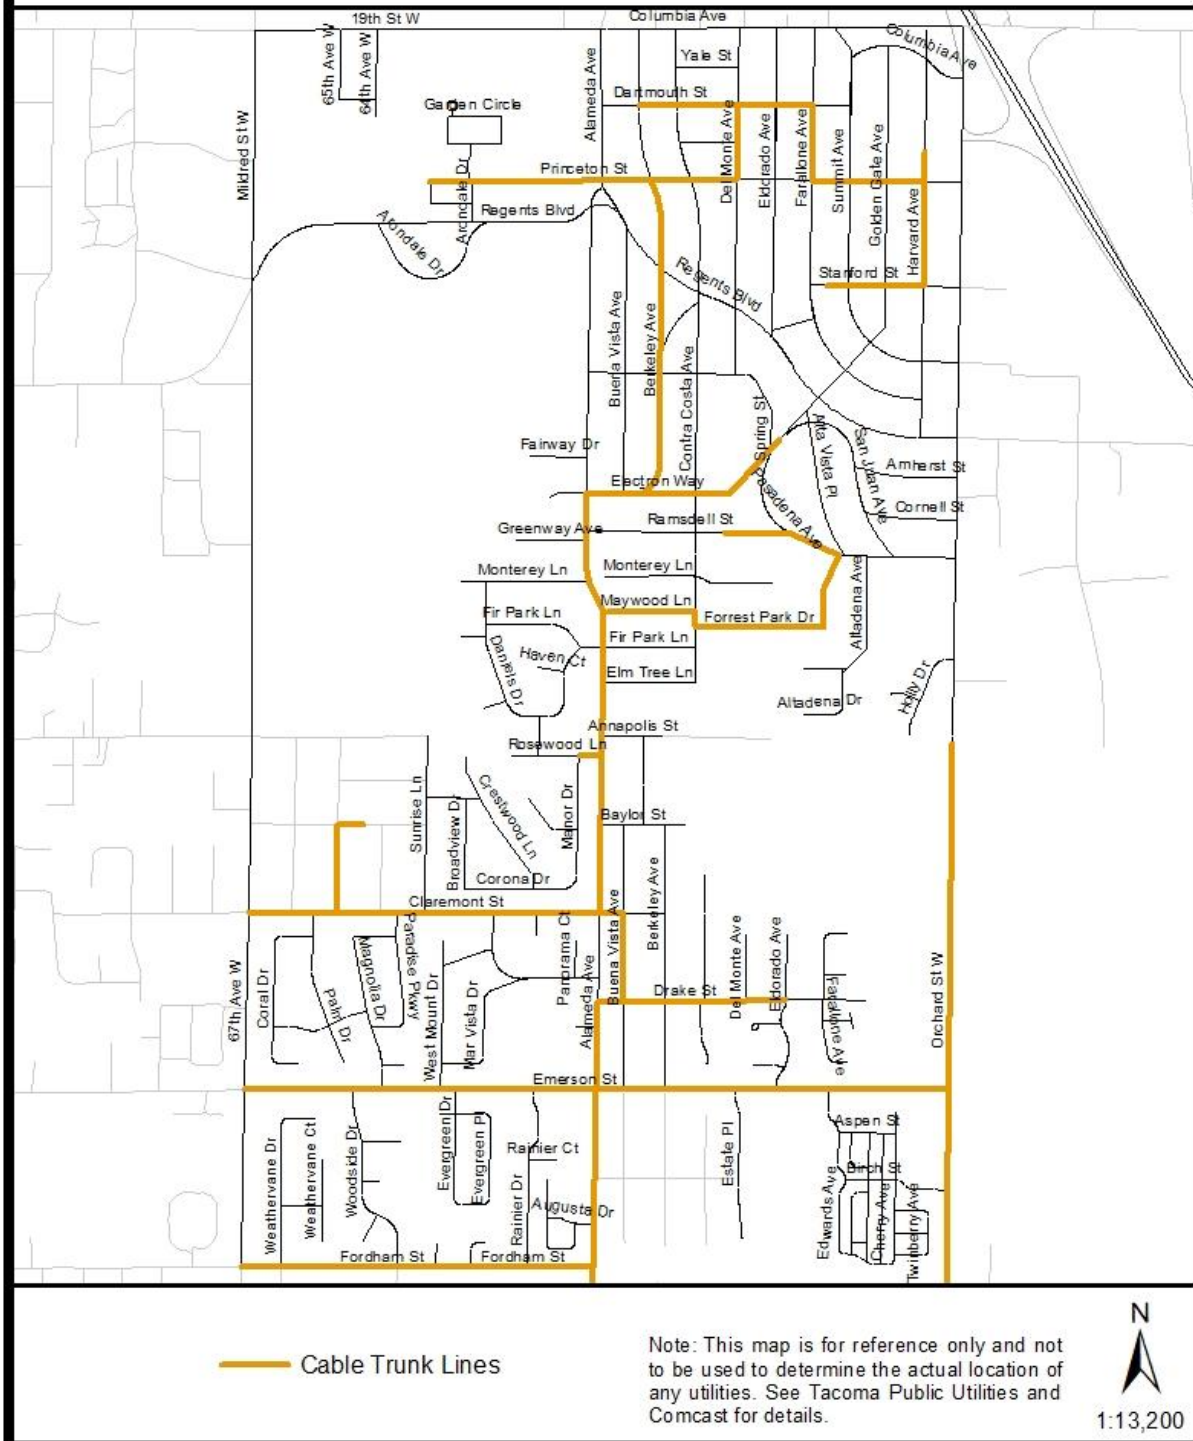 19th St W
Columbia Ave
65th Ave W
64th Ave W
Alameda Ave
Yale St
Columbia Ave
Dartmouth St
Garden Circle
Mildred St W
Del Monte Ave
Eldorado Ave
Farallone Ave
Summit Ave
Golden Gate Ave
Princeton St
Arondale Dr
Harvard Ave
Regents Blvd
Arondale Dr
Regents Blvd
Stanford St
Buena Vista Ave
Berkeley Ave
Contra Costa Ave
Spring St
Alta Vista Pl
San Juan Ave
Fairway Dr
Amherst St
Electron Way
Pasadena Ave
Cornell St
Ramsdell St
Greenway Ave
Monterey Ln
Monterey Ln
Maywood Ln
Altadena Ave
Fir Park Ln
Forrest Park Dr
Fir Park Ln
Haven Ct
Daniels Dr
Elm Tree Ln
Holly Dr
Altadena Dr
Annapolis St
Rosewood Ln
Sunrise Ln
Crestwood Ln
Manor Dr
Broadview Dr
Baylor St
Corona Dr
Berkeley Ave
Claremont St
Buena Vista Ave
Panorama Ct
Paradise Pkwy
Magnolia Dr
Del Monte Ave
Eldorado Ave
67th Ave W
Coral Dr
Palm Dr
West Mount Dr
Mar Vista Dr
Alameda Ave
Drake St
Farallone Ave
Orchard St W
Emerson St
Evergreen Dr
Evergreen Pl
Aspen St
Weathervane Dr
Weathervane Ct
Woodside Dr
Rainier Ct
Estate Pl
Birch St
Rainier Dr
Augusta Dr
Edwards Ave
Cherry Ave
Twinberry Ave
Fordham St
Fordham St
Cable Trunk Lines
Note: This map is for reference only and not
to be used to determine the actual location of
any utilities. See Tacoma Public Utilities and
Comcast for details.
N
1:13,200